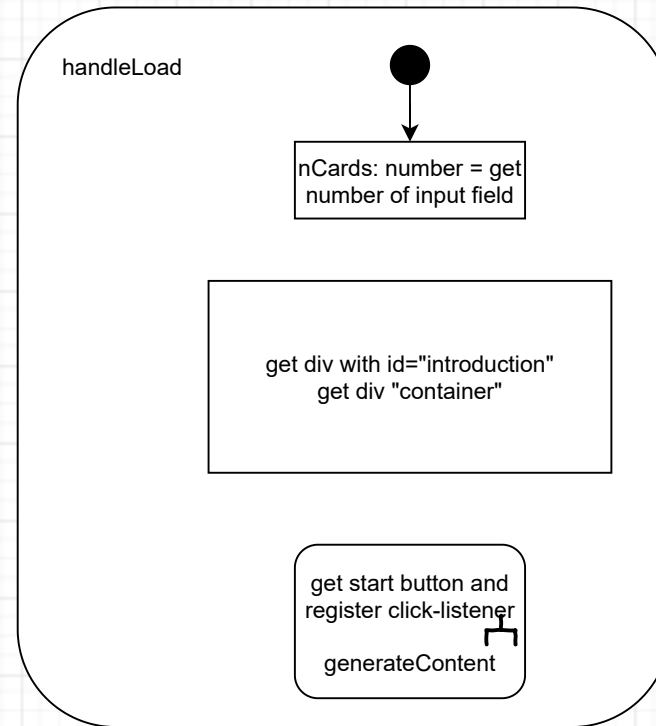 handleLoad
nCards: number = get
number of input field
get div with id="introduction"
get div "container"
get start button and
register click-listener
generateContent